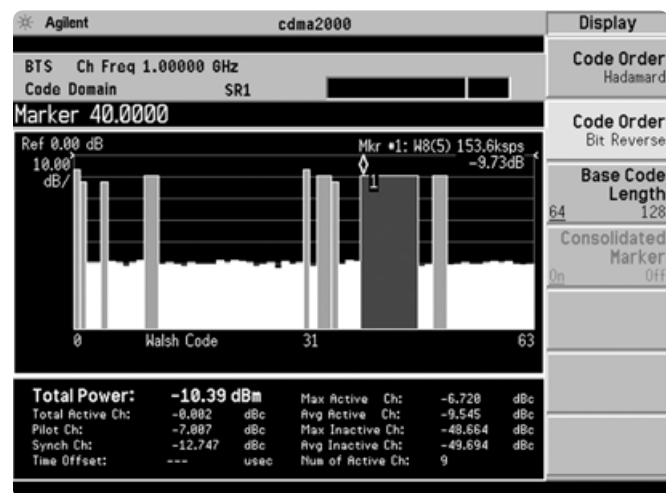 Agilent cdma2000 Display
BTS Ch Freq 1.00000 GHz
Code Domain SR1
Marker 40.0000
Ref 0.00 dB Mkr #1: W8(5) 153.6ksps
10.00 -9.73dB
dB/
1
0 Walsh Code 31 63
Total Power: -10.39 dBm
Total Active Ch: -0.002 dBc
Pilot Ch: -7.007 dBc
Synch Ch: -12.747 dBc
Time Offset: --- usec
Max Active Ch: -6.720 dBc
Avg Active Ch: -9.545 dBc
Max Inactive Ch: -48.664 dBc
Avg Inactive Ch: -49.694 dBc
Num of Active Ch: 9
Code Order
Hadamard
Code Order
Bit Reverse
Base Code
Length
64 128
Consolidated
Marker
On Off